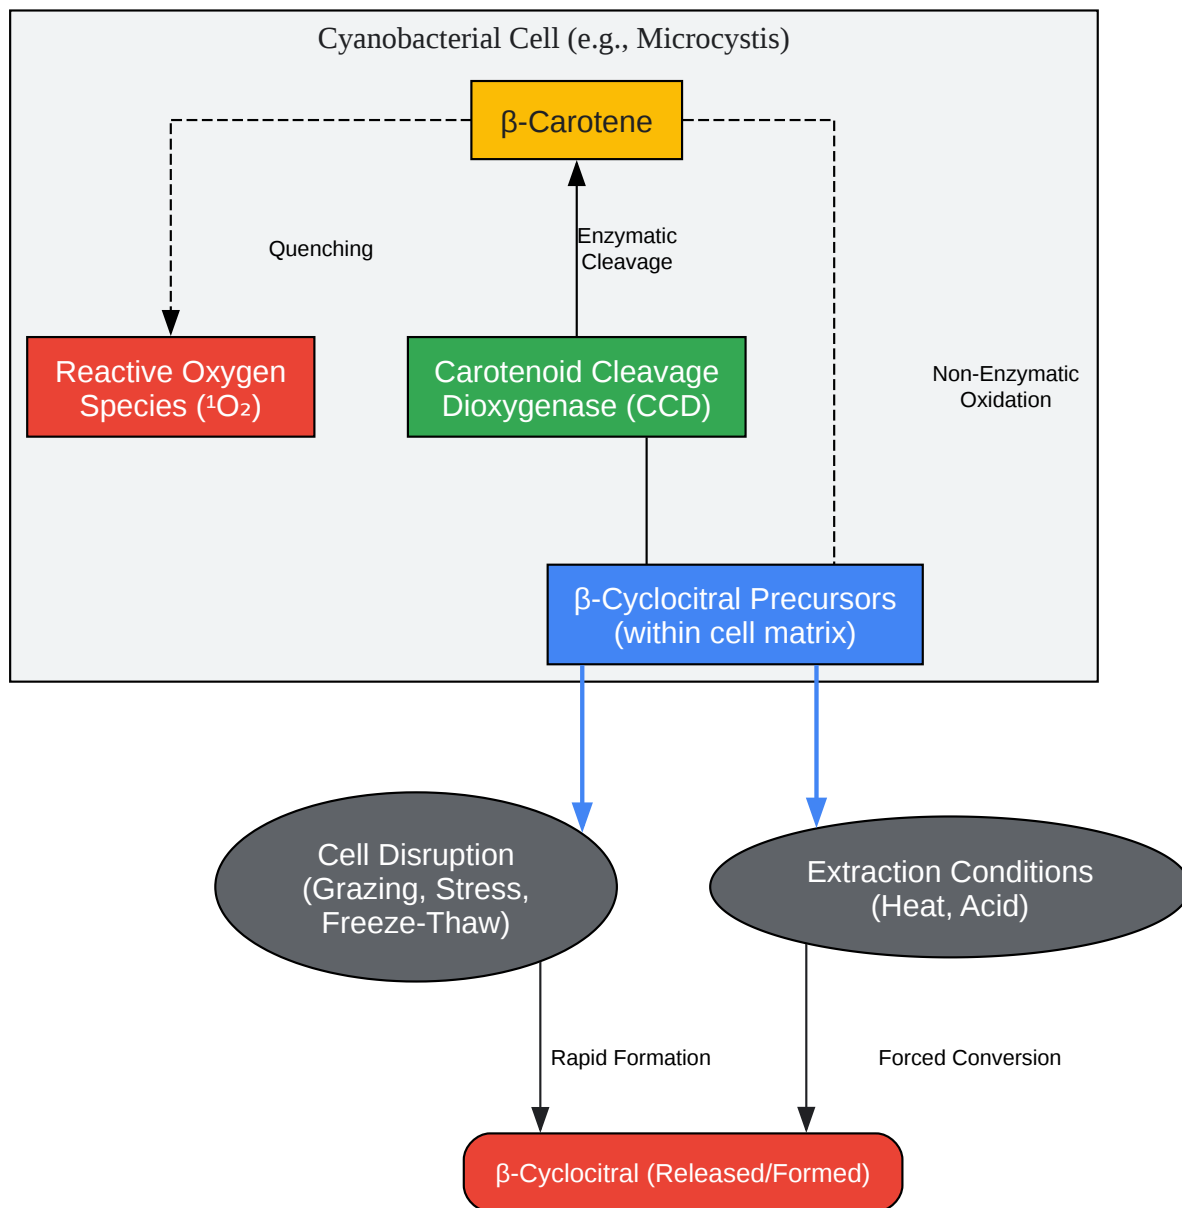 Cyanobacterial Cell (e.g., Microcystis)
β-Carotene
Quenching
Enzymatic
Cleavage
Reactive Oxygen
Species (¹O₂)
Carotenoid Cleavage
Dioxygenase (CCD)
Non-Enzymatic
Oxidation
β-Cyclocitral Precursors
(within cell matrix)
Cell Disruption
(Grazing, Stress,
Freeze-Thaw)
Extraction Conditions
(Heat, Acid)
Rapid Formation
Forced Conversion
β-Cyclocitral (Released/Formed)